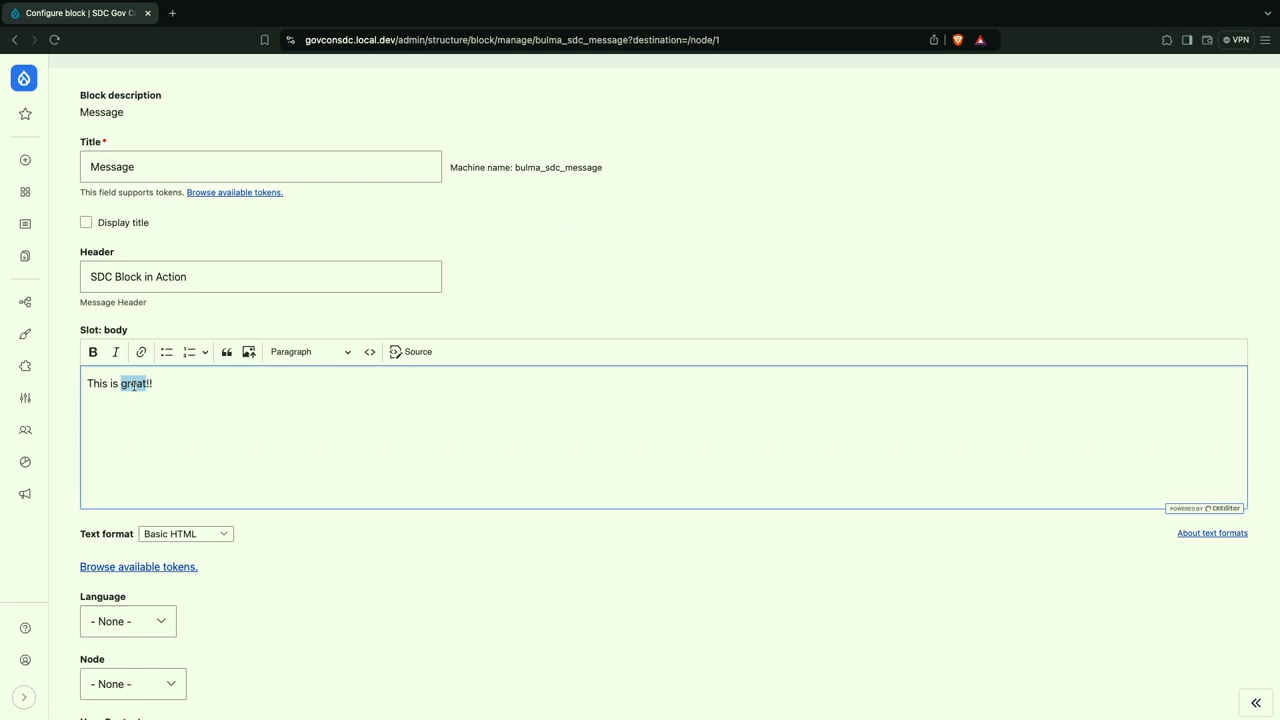 Configure block | SDC Gov C
govconsdc.local.dev/admin/structure/block/manage/bulma_sdc_message?destination=/node/1
VPN
Block description
Message
Title*
Message
Machine name: bulma_sdc_message
This field supports tokens. Browse available tokens.
Display title
Header
SDC Block in Action
Message Header
Slot: body
B I Paragraph Source
This is great!!
POWERED BY CKEditor
Text format Basic HTML
About text formats
Browse available tokens.
Language
- None -
Node
- None -